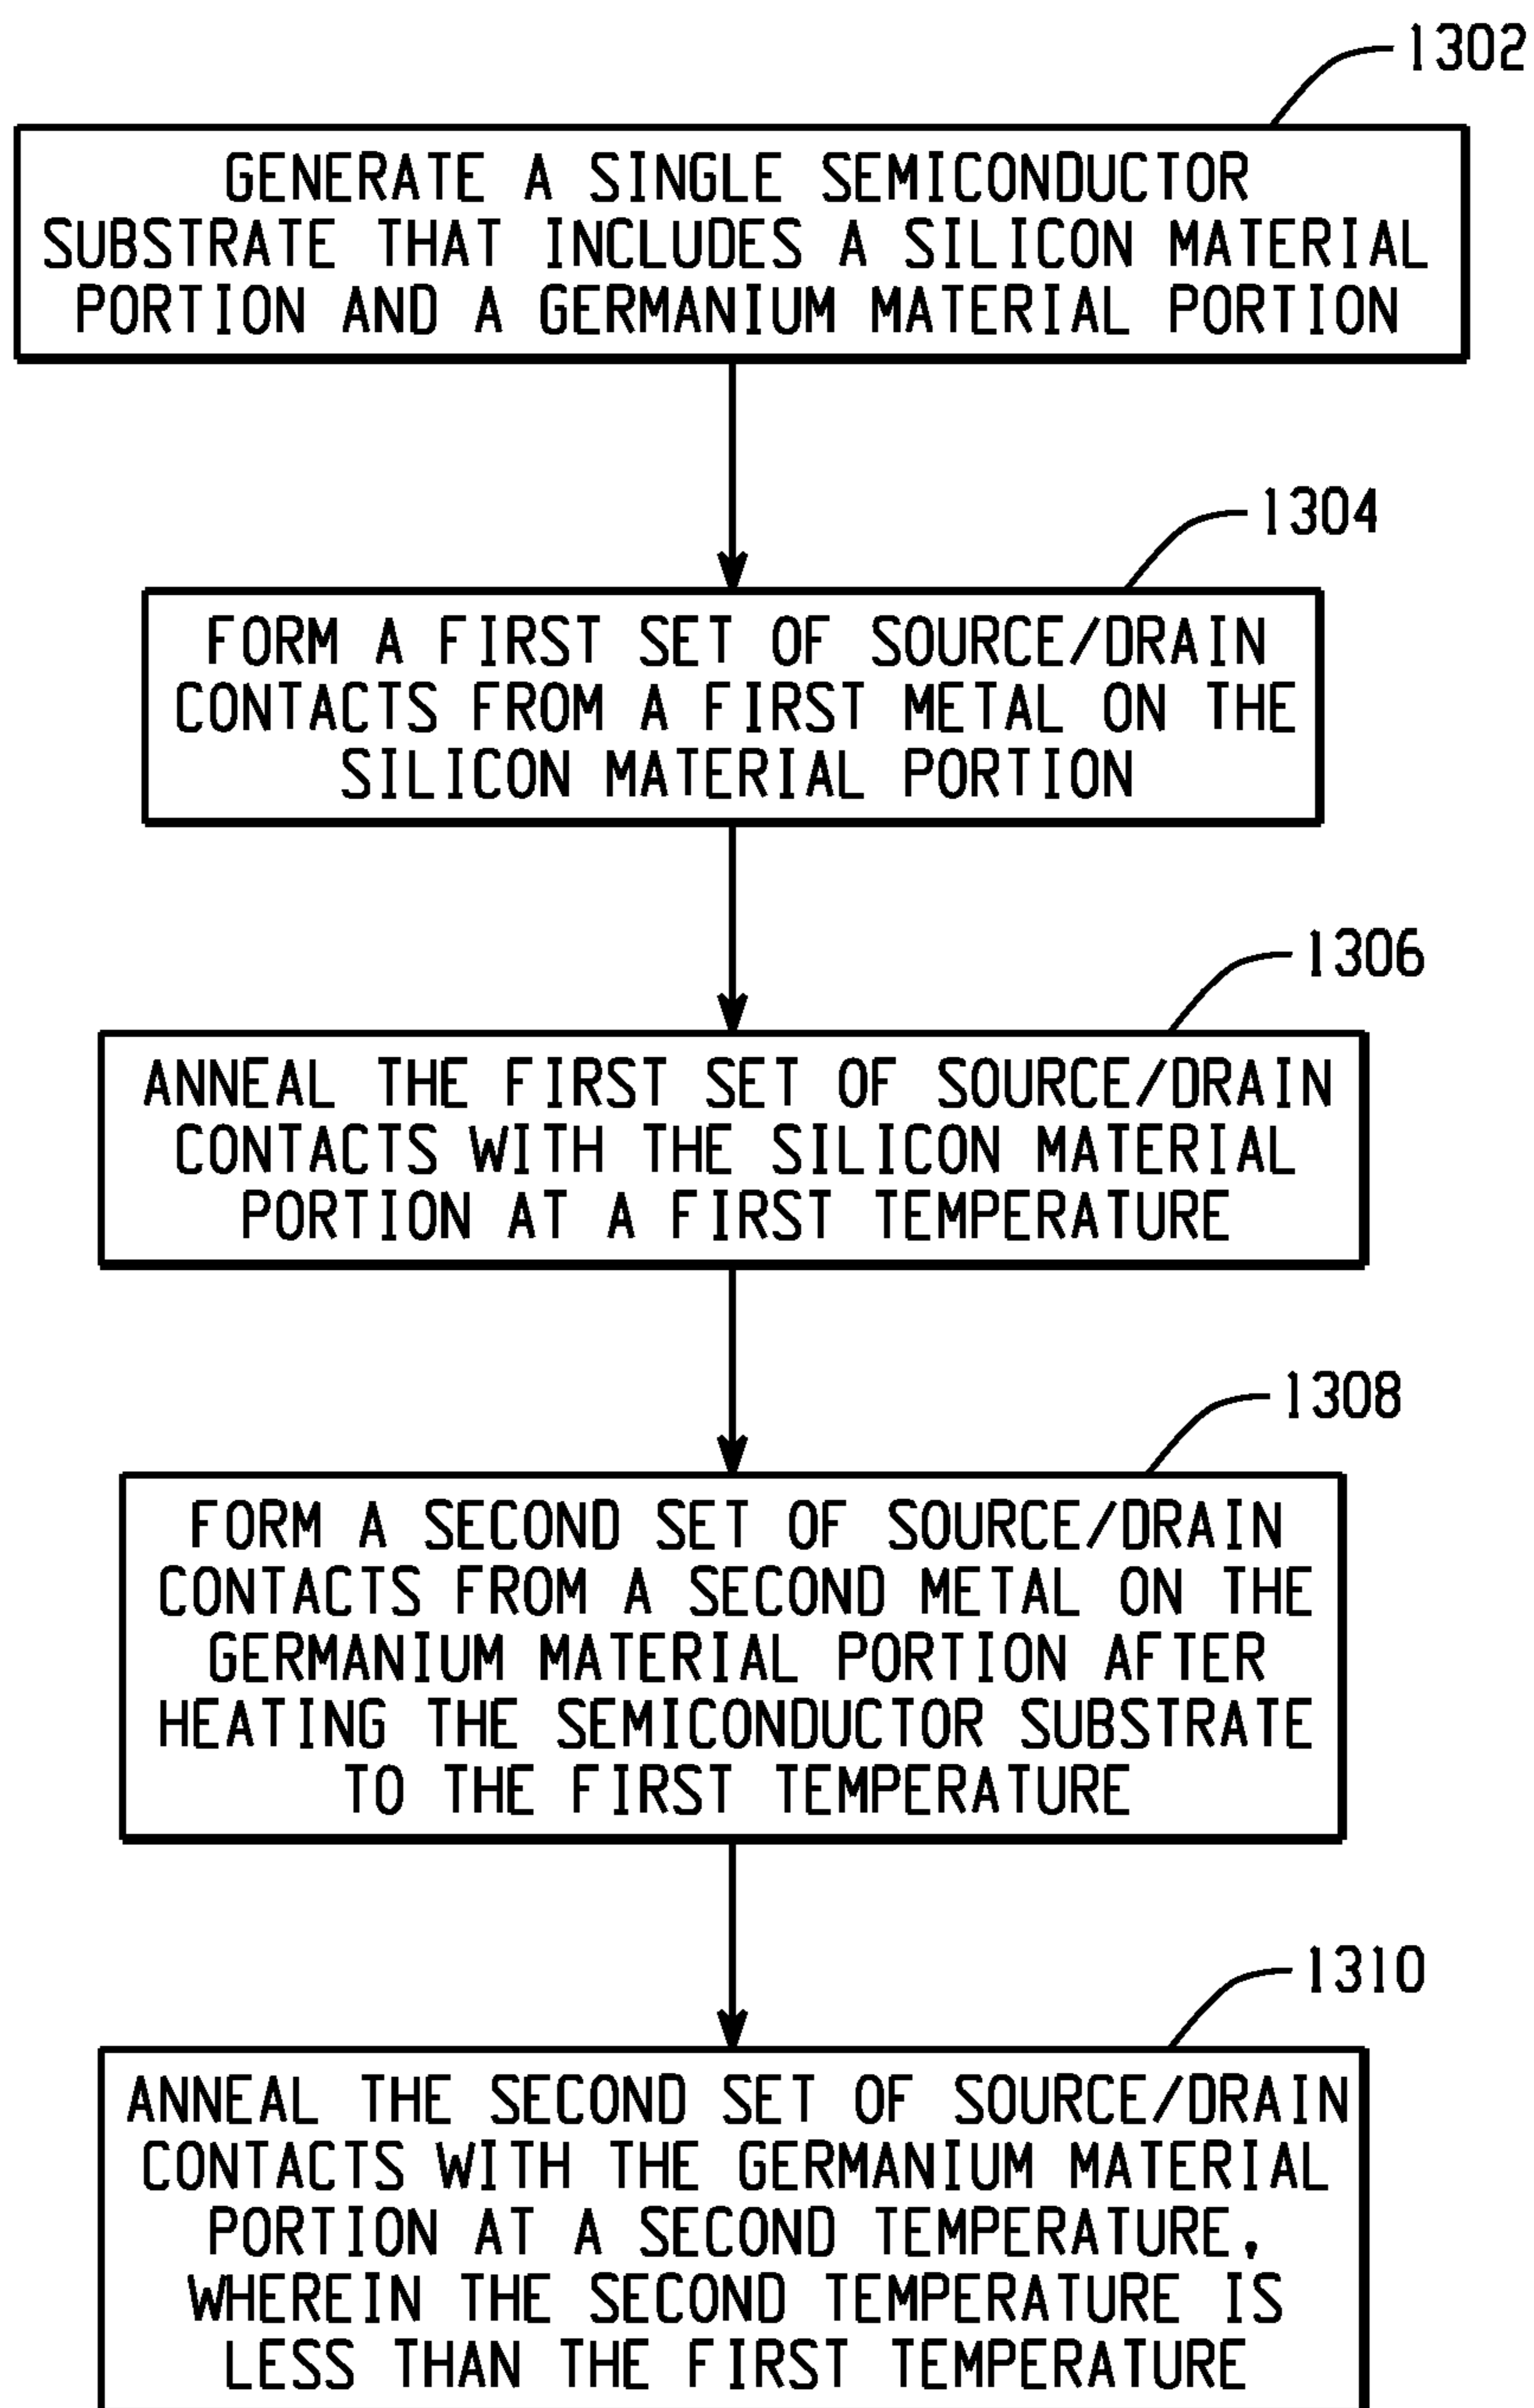 1302
GENERATE A SINGLE SEMICONDUCTOR
SUBSTRATE THAT INCLUDES A SILICON MATERIAL
PORTION AND A GERMANIUM MATERIAL PORTION
1304
FORM A FIRST SET OF SOURCE/DRAIN
CONTACTS FROM A FIRST METAL ON THE
SILICON MATERIAL PORTION
1306
ANNEAL THE FIRST SET OF SOURCE/DRAIN
CONTACTS WITH THE SILICON MATERIAL
PORTION AT A FIRST TEMPERATURE
1308
FORM A SECOND SET OF SOURCE/DRAIN
CONTACTS FROM A SECOND METAL ON THE
GERMANIUM MATERIAL PORTION AFTER
HEATING THE SEMICONDUCTOR SUBSTRATE
TO THE FIRST TEMPERATURE
1310
ANNEAL THE SECOND SET OF SOURCE/DRAIN
CONTACTS WITH THE GERMANIUM MATERIAL
PORTION AT A SECOND TEMPERATURE,
WHEREIN THE SECOND TEMPERATURE IS
LESS THAN THE FIRST TEMPERATURE